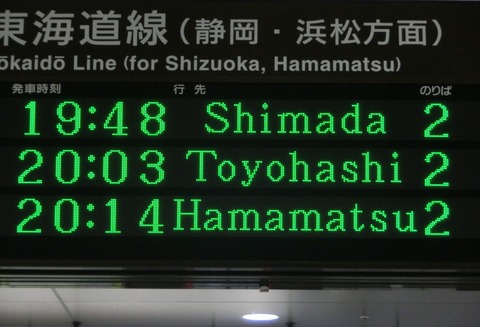 東海道線（静岡・浜松方面）
ōkaidō Line (for Shizuoka, Hamamatsu)
発車時刻 行先 のりば
19:48 Shimada 2
20:03 Toyohashi 2
20:14 Hamamatsu 2